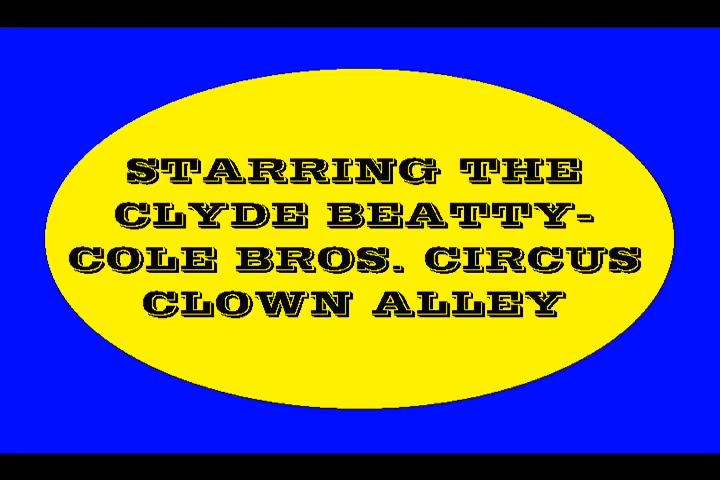 STARRING THE
CLYDE BEATTY-
COLE BROS. CIRCUS
CLOWN ALLEY